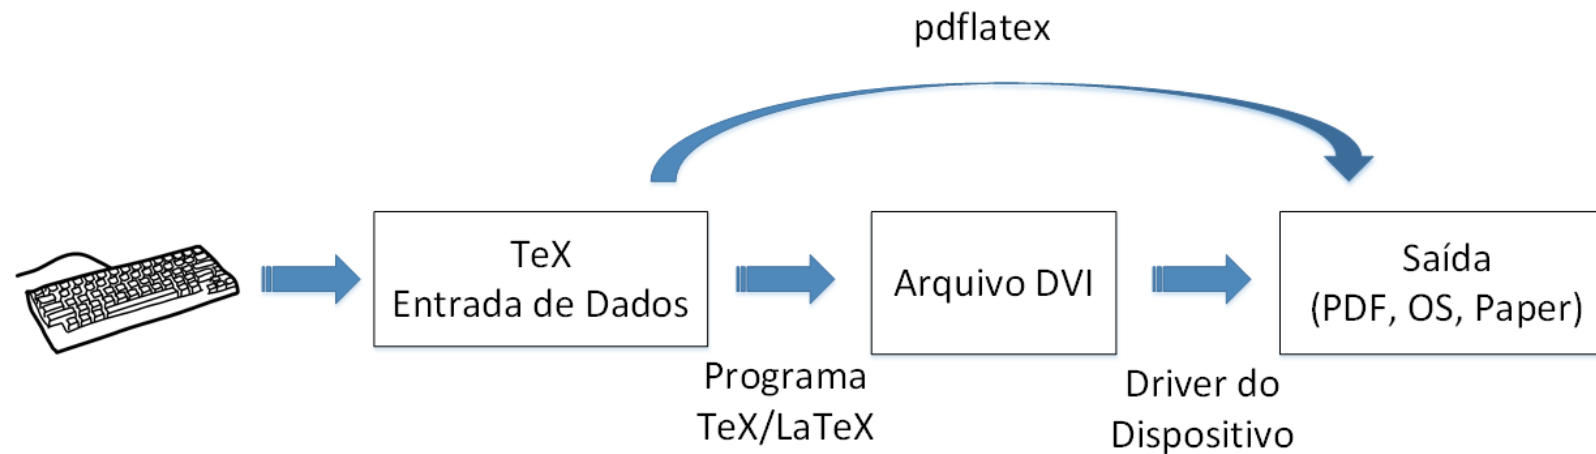 pdflatex
TeX
Entrada de Dados
Programa
TeX/LaTeX
Arquivo DVI
Driver do
Dispositivo
Saída
(PDF, OS, Paper)